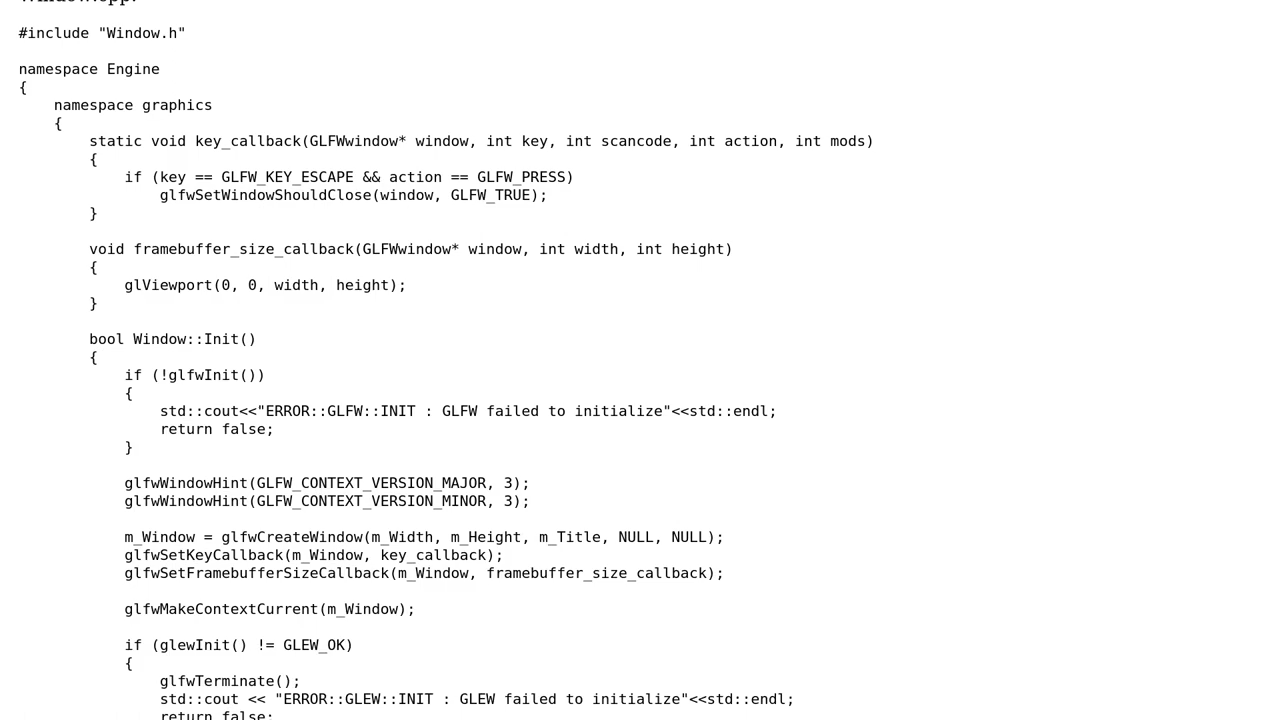 Window.cpp:
#include "Window.h"
namespace Engine
{
namespace graphics
{
static void key_callback(GLFWwindow* window, int key, int scancode, int action, int mods)
{
if (key == GLFW_KEY_ESCAPE && action == GLFW_PRESS)
glfwSetWindowShouldClose(window, GLFW_TRUE);
}
void framebuffer_size_callback(GLFWwindow* window, int width, int height)
{
glViewport(0, 0, width, height);
}
bool Window::Init()
{
if (!glfwInit())
{
std::cout<<"ERROR::GLFW::INIT : GLFW failed to initialize"<<std::endl;
return false;
}
glfwWindowHint(GLFW_CONTEXT_VERSION_MAJOR, 3);
glfwWindowHint(GLFW_CONTEXT_VERSION_MINOR, 3);
m_Window = glfwCreateWindow(m_Width, m_Height, m_Title, NULL, NULL);
glfwSetKeyCallback(m_Window, key_callback);
glfwSetFramebufferSizeCallback(m_Window, framebuffer_size_callback);
glfwMakeContextCurrent(m_Window);
if (glewInit() != GLEW_OK)
{
glfwTerminate();
std::cout << "ERROR::GLEW::INIT : GLEW failed to initialize"<<std::endl;
return false;